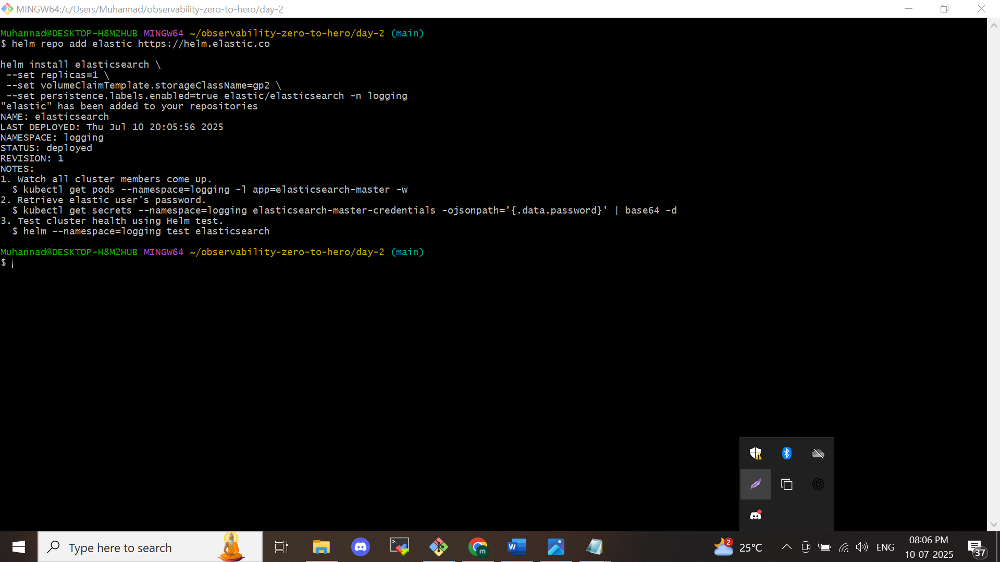 MINGW64:/c/Users/Muhannad/observability-zero-to-hero/day-2
Muhannad@DESKTOP-H8M2HUB MINGW64 ~/observability-zero-to-hero/day-2 (main)
$ helm repo add elastic https://helm.elastic.co
helm install elasticsearch \
--set replicas=1 \
--set volumeClaimTemplate.storageClassName=gp2 \
--set persistence.labels.enabled=true elastic/elasticsearch -n logging
"elastic" has been added to your repositories
NAME: elasticsearch
LAST DEPLOYED: Thu Jul 10 20:05:56 2025
NAMESPACE: logging
STATUS: deployed
REVISION: 1
NOTES:
1. Watch all cluster members come up.
$ kubectl get pods --namespace=logging -l app=elasticsearch-master -w
2. Retrieve elastic user's password.
$ kubectl get secrets --namespace=logging elasticsearch-master-credentials -ojsonpath='{.data.password}' | base64 -d
3. Test cluster health using Helm test.
$ helm --namespace=logging test elasticsearch
Muhannad@DESKTOP-H8M2HUB MINGW64 ~/observability-zero-to-hero/day-2 (main)
$
Type here to search
W
m
2
25°C
ENG
08:06 PM
10-07-2025
37